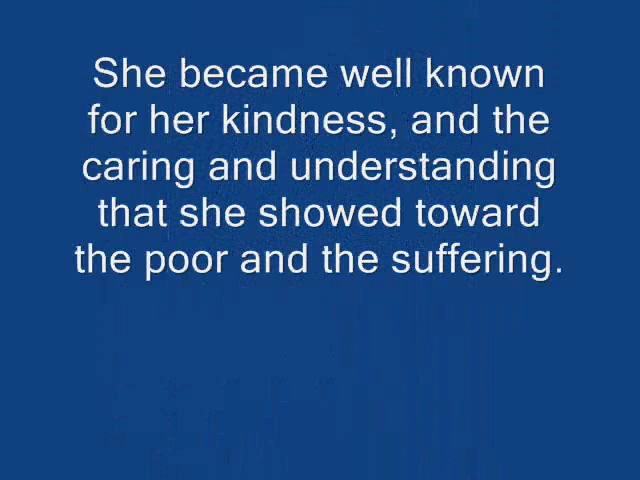 She became well known
for her kindness, and the
caring and understanding
that she showed toward
the poor and the suffering.